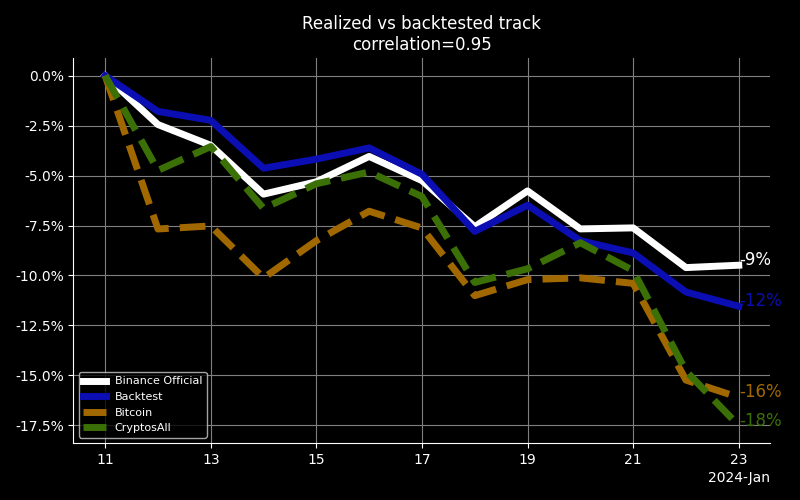 Realized vs backtested track
correlation=0.95
0.0%
-2.5%
-5.0%
-7.5%
-10.0%
-12.5%
-15.0%
-17.5%
-9%
-12%
-16%
-18%
Binance Official
Backtest
Bitcoin
CryptosAll
11 13 15 17 19 21 23
2024-Jan